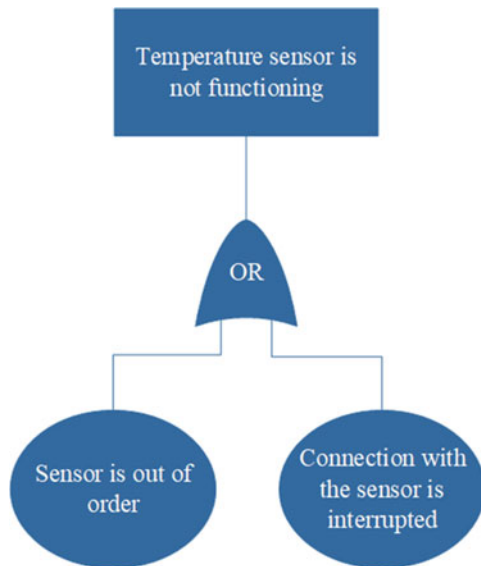 Temperature sensor is
not functioning
OR
Sensor is out of
order
Connection with
the sensor is
interrupted